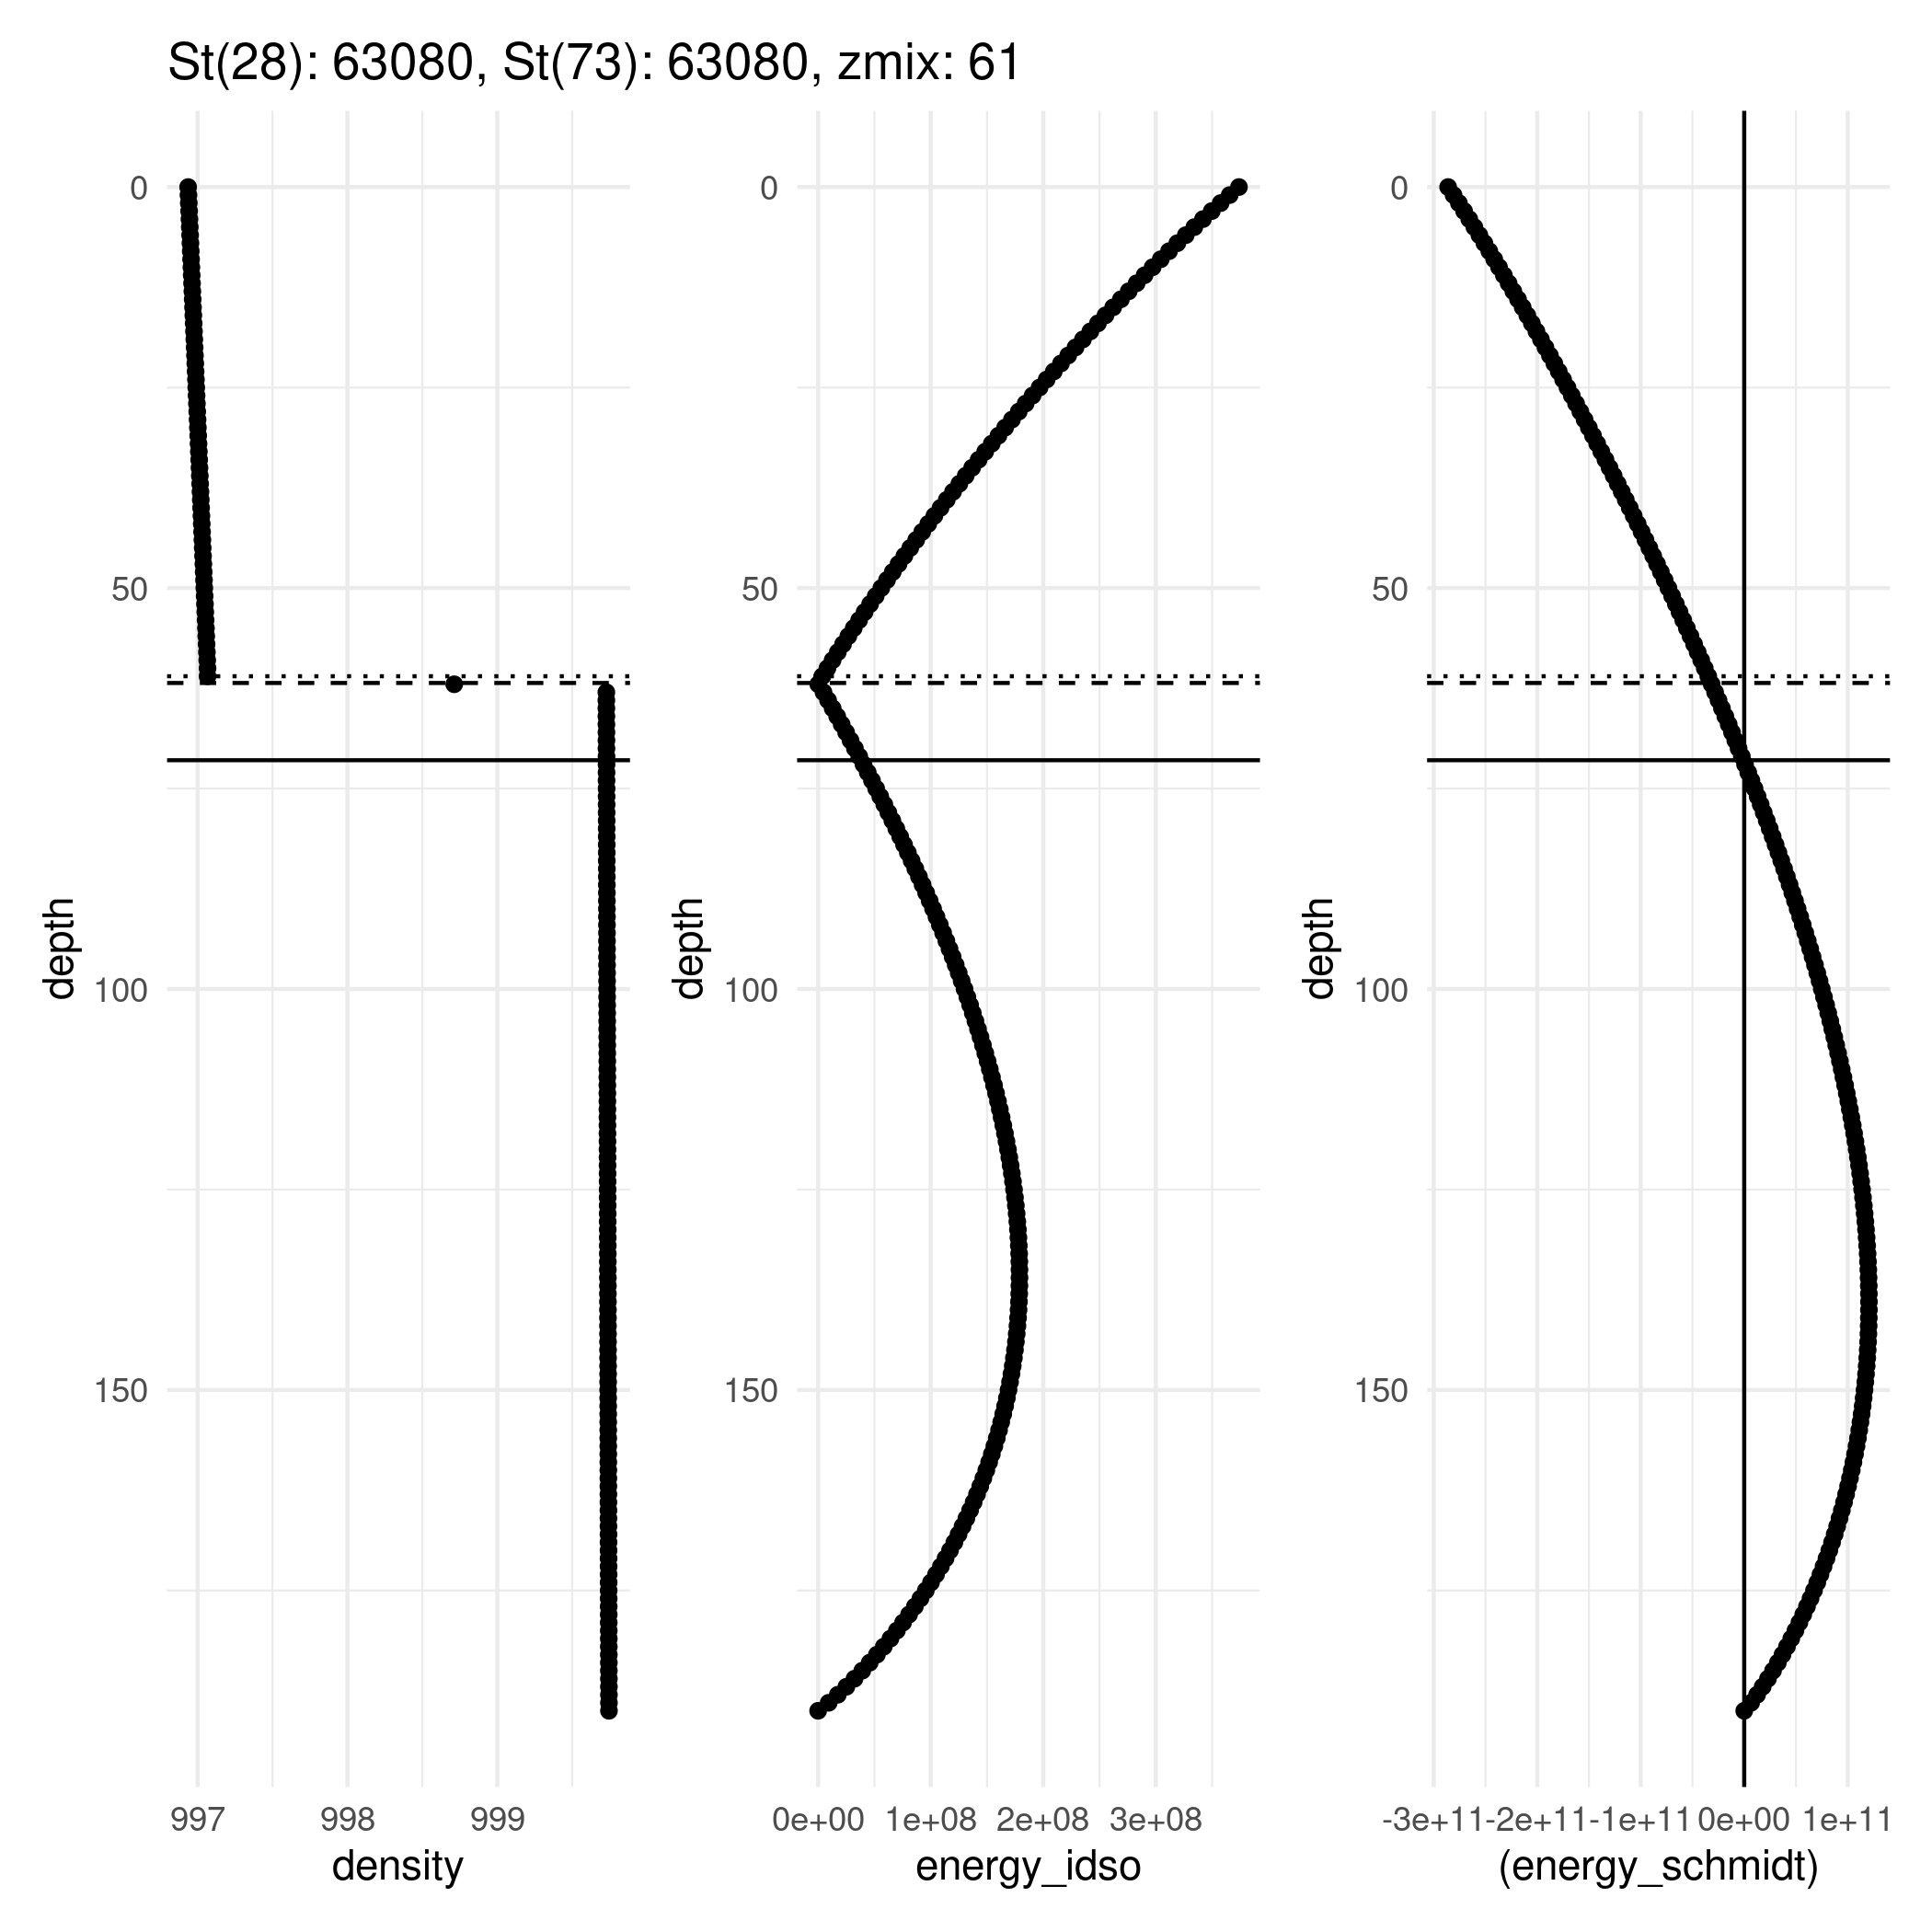 St(28): 63080, St(73): 63080, zmix: 61
0
50
100
150
depth
997 998 999
density
0
50
100
150
depth
0e+00 1e+08 2e+08 3e+08
energy_idso
0
50
100
150
depth
-3e+11 -2e+11 -1e+11 0e+00 1e+11
(energy_schmidt)